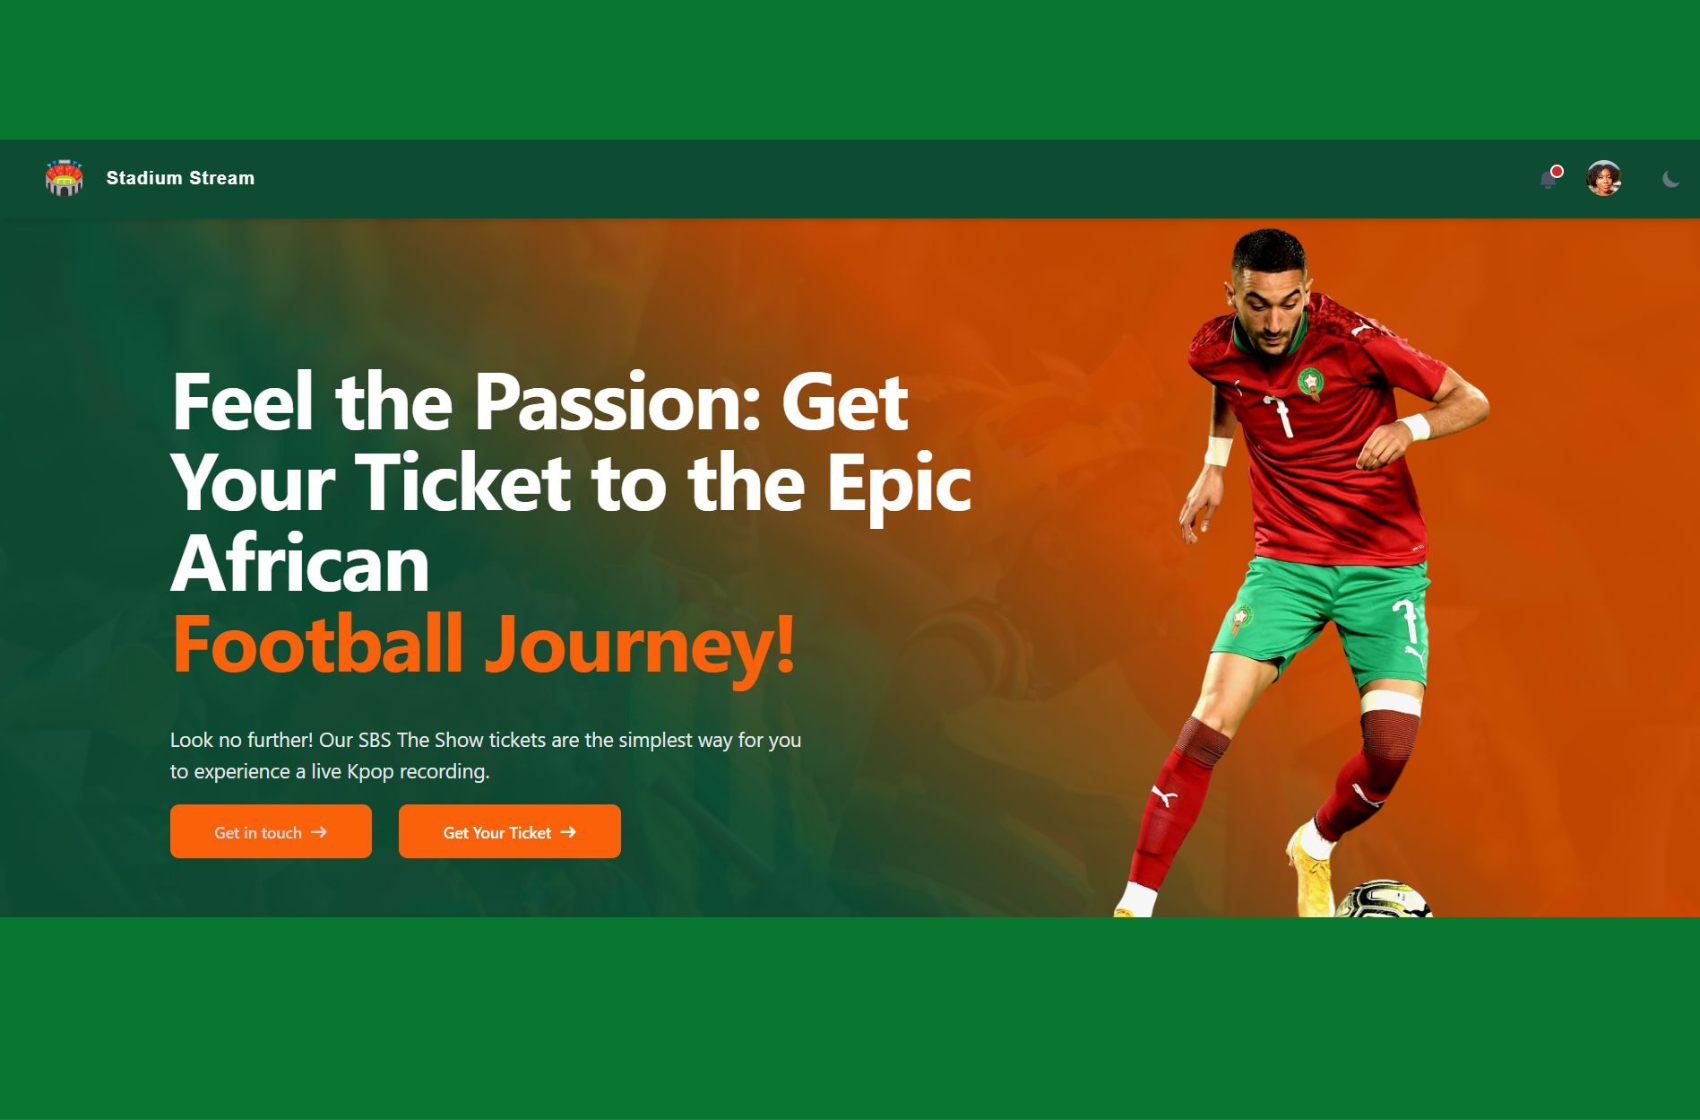 Stadium Stream
Feel the Passion: Get
Your Ticket to the Epic
African
Football Journey!
Look no further! Our SBS The Show tickets are the simplest way for you
to experience a live Kpop recording.
Get in touch →
Get Your Ticket →
7
7